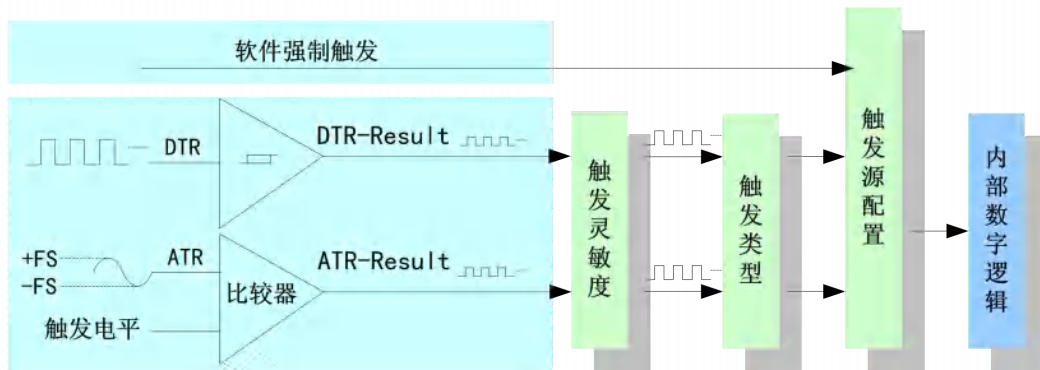 软件强制触发
DTR
DTR-Result
+FS
-FS
ATR
ATR-Result
触发电平
比较器
触发灵敏度
触发类型
触发源配置
内部数字逻辑